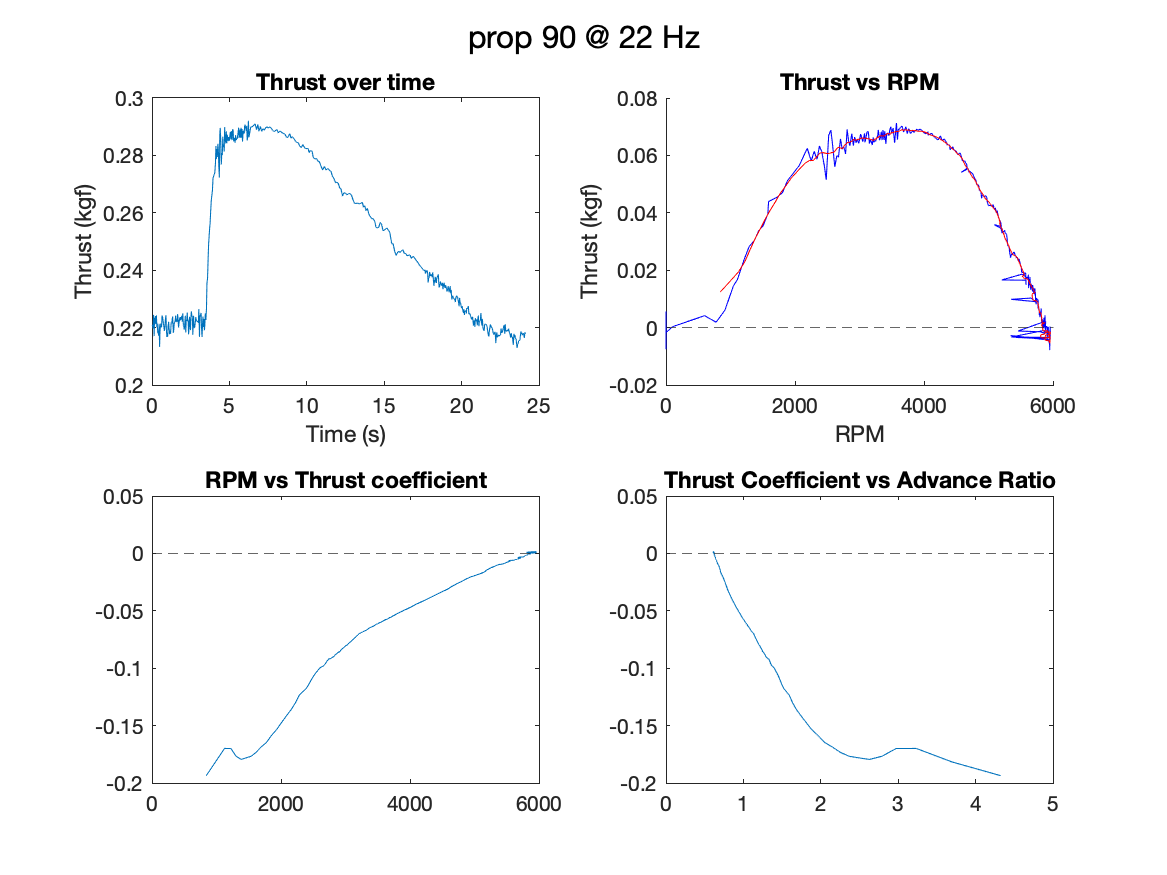 prop 90 @ 22 Hz
Thrust over time
0.3
0.28
0.26
0.24
0.22
0.2
Thrust (kgf)
0 5 10 15 20 25
Time (s)
Thrust vs RPM
0.08
0.06
0.04
0.02
0
-0.02
Thrust (kgf)
0 2000 4000 6000
RPM
RPM vs Thrust coefficient
0.05
0
-0.05
-0.1
-0.15
-0.2
0 2000 4000 6000
Thrust Coefficient vs Advance Ratio
0.05
0
-0.05
-0.1
-0.15
-0.2
0 1 2 3 4 5